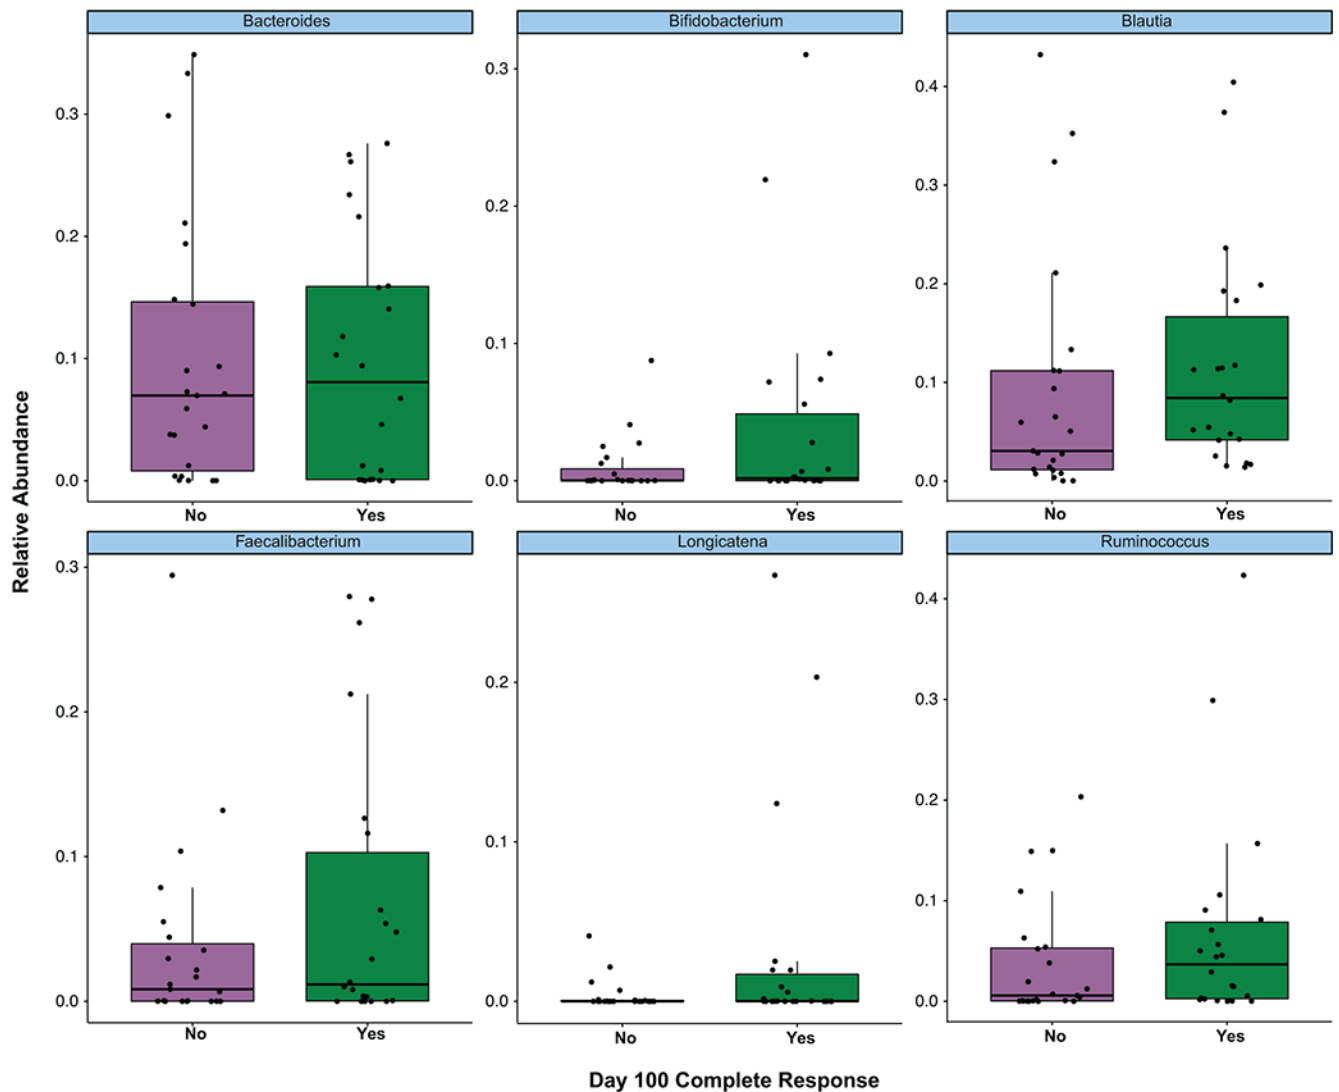 Bacteroides
Bifidobacterium
Blautia
0.3
0.2
0.1
0.0
No
Yes
0.3
0.2
0.1
0.0
No
Yes
0.4
0.3
0.2
0.1
0.0
No
Yes
Relative Abundance
Faecalibacterium
Longicatena
Ruminococcus
0.3
0.2
0.1
0.0
No
Yes
0.2
0.1
0.0
No
Yes
0.4
0.3
0.2
0.1
0.0
No
Yes
Day 100 Complete Response